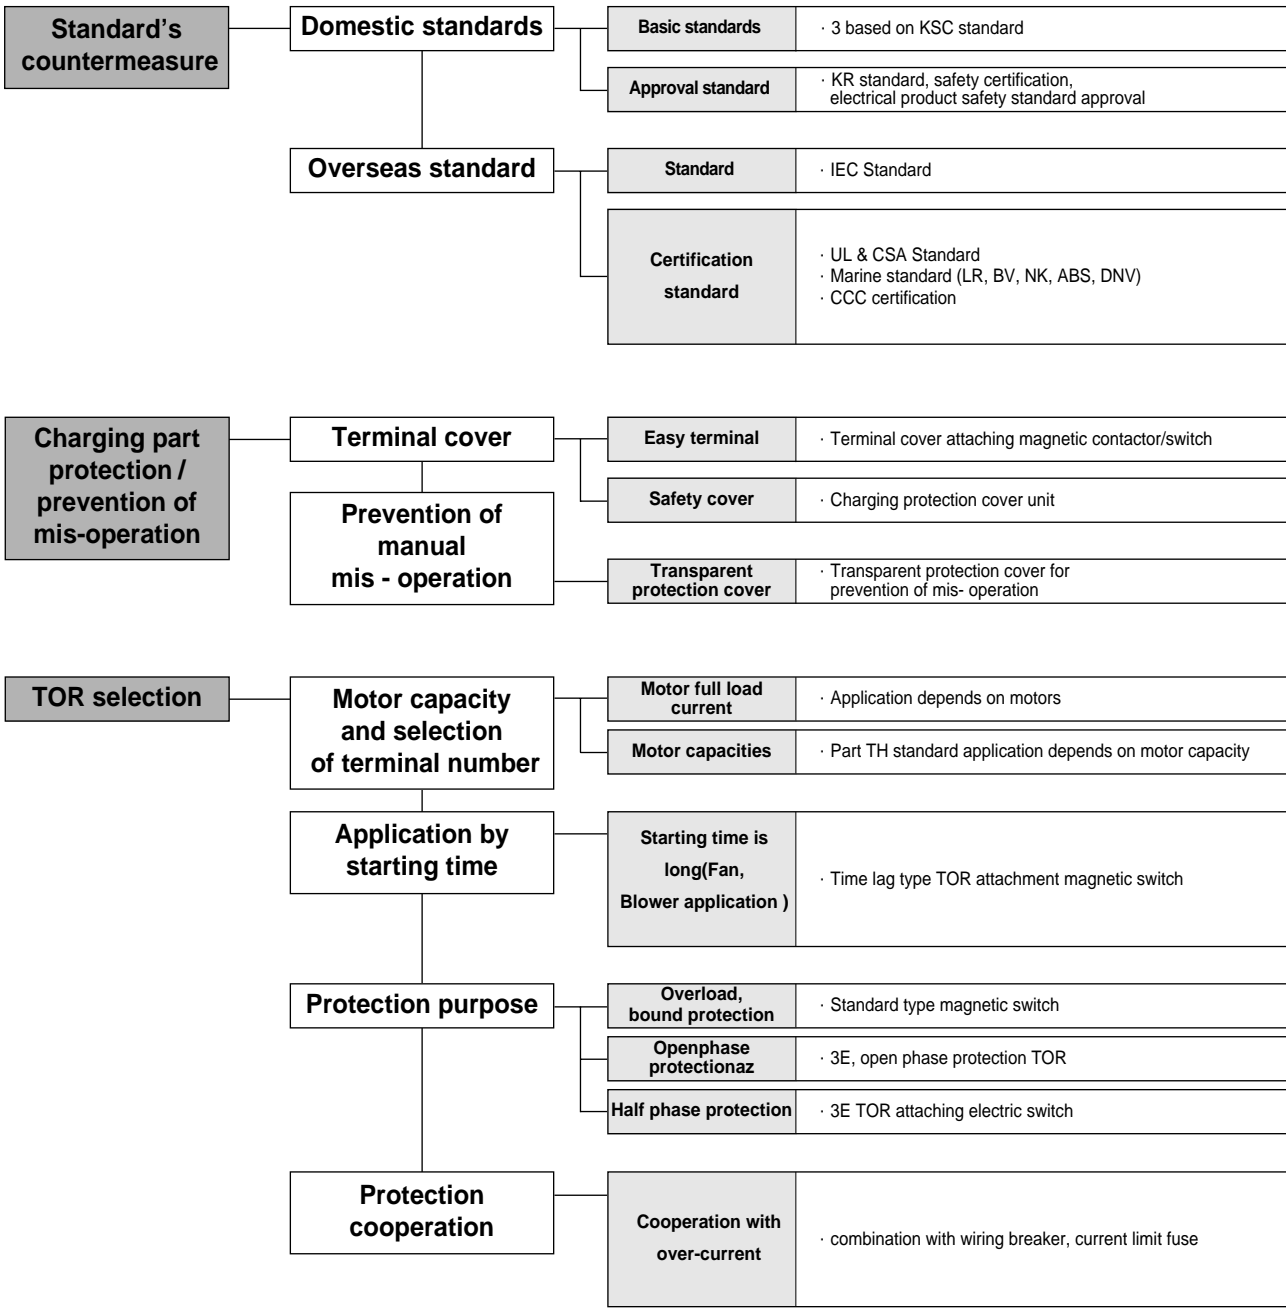 Standard's
countermeasure
Domestic standards
Basic standards
· 3 based on KSC standard
Approval standard
· KR standard, safety certification,
electrical product safety standard approval
Overseas standard
Standard
· IEC Standard
Certification
standard
· UL & CSA Standard
· Marine standard (LR, BV, NK, ABS, DNV)
· CCC certification
Charging part
protection /
prevention of
mis-operation
Terminal cover
Easy terminal
· Terminal cover attaching magnetic contactor/switch
Safety cover
· Charging protection cover unit
Prevention of
manual
mis - operation
Transparent
protection cover
· Transparent protection cover for
prevention of mis- operation
TOR selection
Motor capacity
and selection
of terminal number
Motor full load
current
· Application depends on motors
Motor capacities
· Part TH standard application depends on motor capacity
Application by
starting time
Starting time is
long(Fan,
Blower application )
· Time lag type TOR attachment magnetic switch
Protection purpose
Overload,
bound protection
· Standard type magnetic switch
Openphase
protectionaz
· 3E, open phase protection TOR
Half phase protection
· 3E TOR attaching electric switch
Protection
cooperation
Cooperation with
over-current
· combination with wiring breaker, current limit fuse